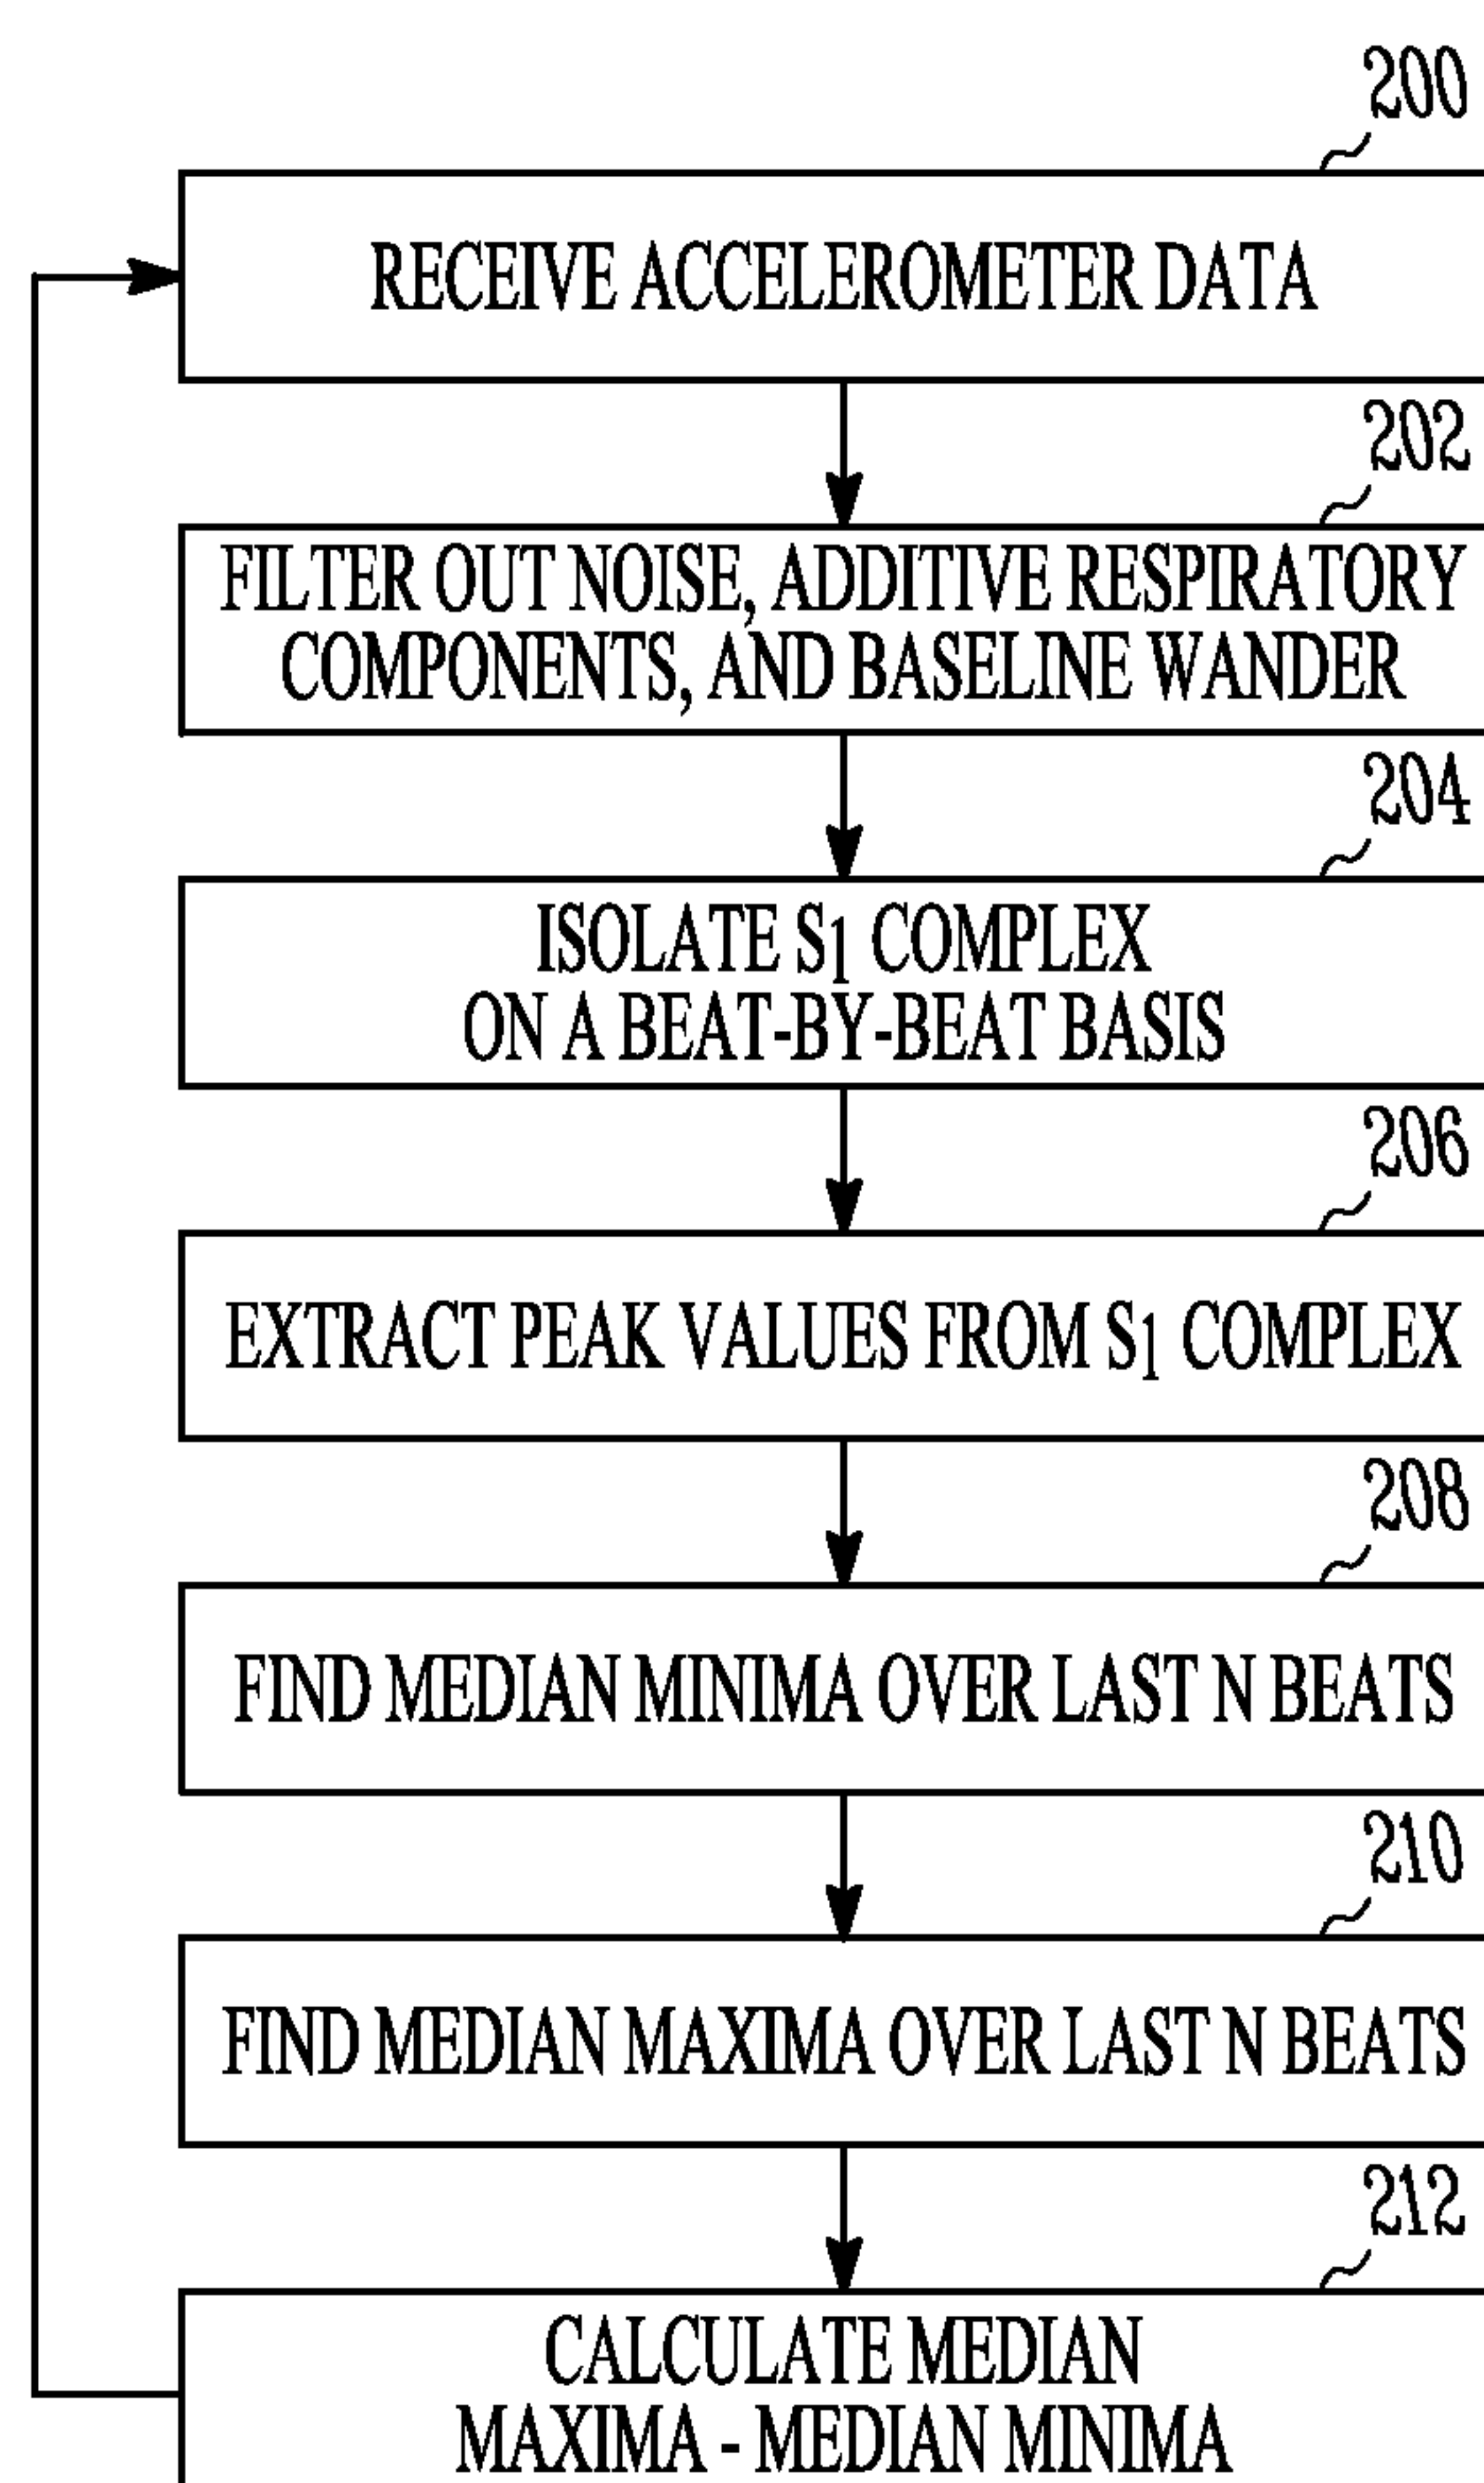 200
RECEIVE ACCELEROMETER DATA
202
FILTER OUT NOISE, ADDITIVE RESPIRATORY
COMPONENTS, AND BASELINE WANDER
204
ISOLATE S1 COMPLEX
ON A BEAT-BY-BEAT BASIS
206
EXTRACT PEAK VALUES FROM S1 COMPLEX
208
FIND MEDIAN MINIMA OVER LAST N BEATS
210
FIND MEDIAN MAXIMA OVER LAST N BEATS
212
CALCULATE MEDIAN
MAXIMA - MEDIAN MINIMA